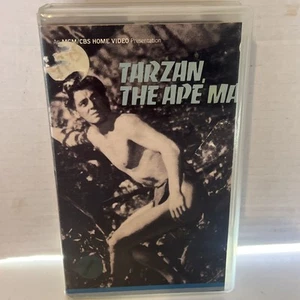 An MGM/CBS HOME VIDEO Presentation
TARZAN,
THE APE MA